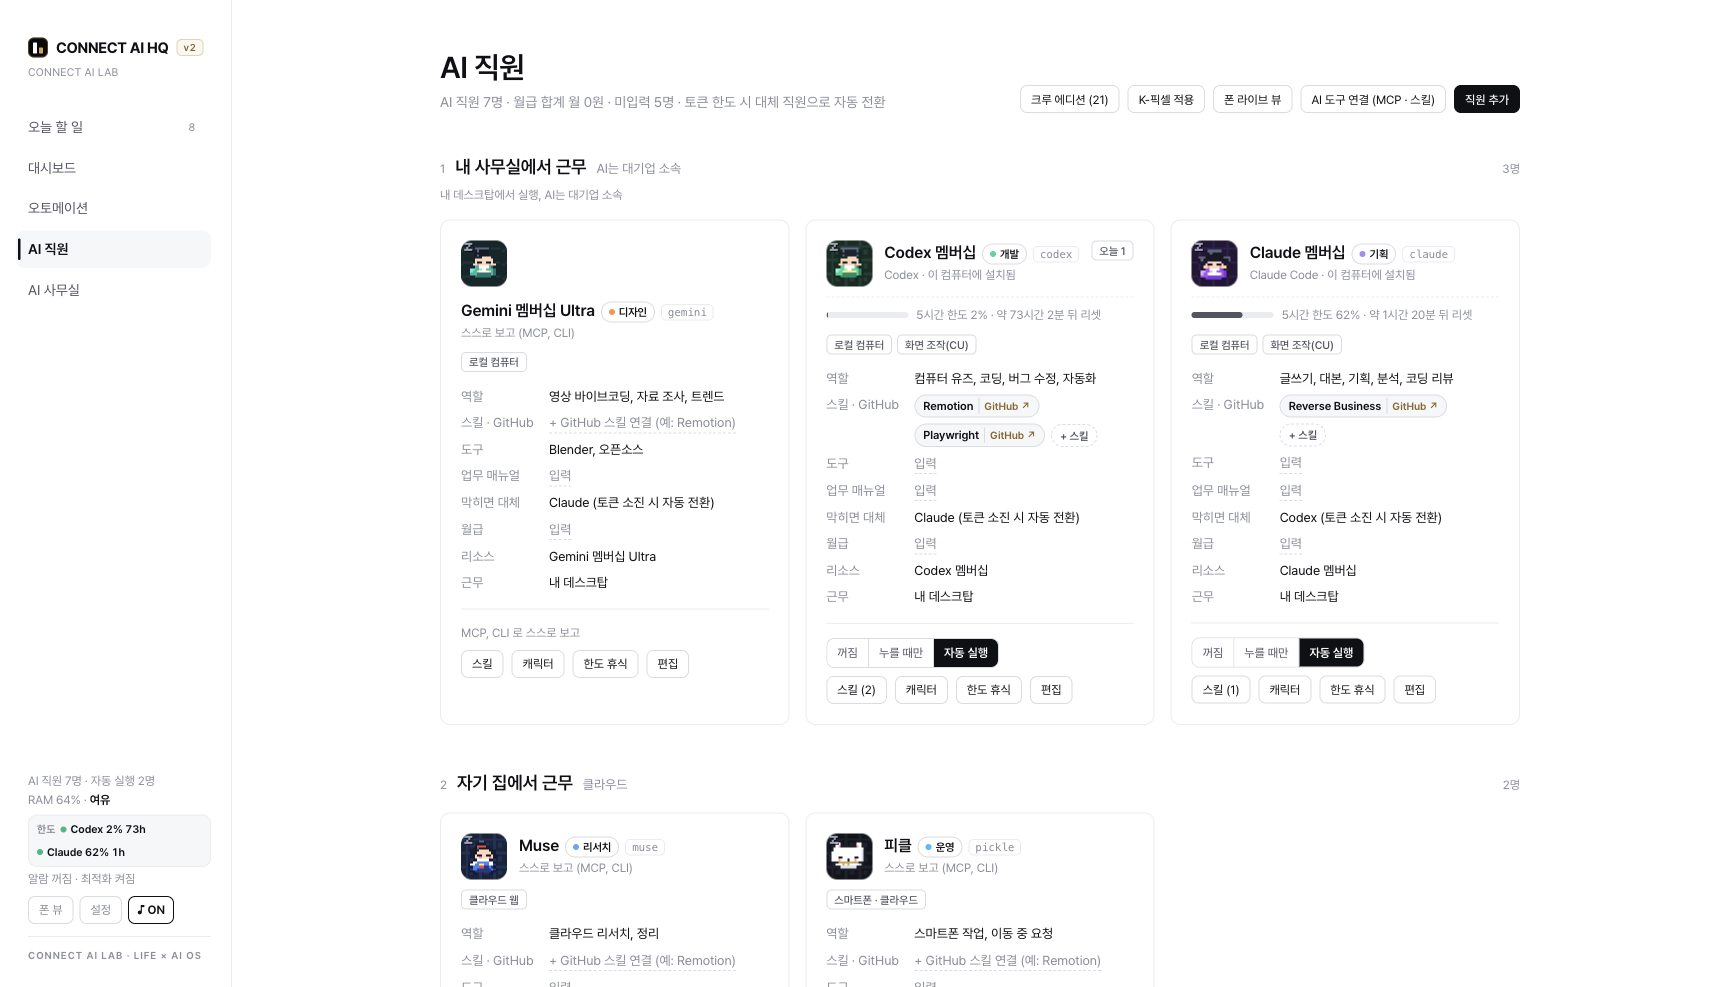 CONNECT AI HQ v2
CONNECT AI LAB
오늘 할 일 8
대시보드
오토메이션
AI 직원
AI 사무실
AI 직원 7명 · 자동 실행 2명
RAM 64% · 여유
한도 Codex 2% 73h
Claude 62% 1h
알람 꺼짐 · 최적화 켜짐
폰 뷰 설정 ♪ ON
CONNECT AI LAB · LIFE × AI OS
AI 직원
AI 직원 7명 · 월급 합계 월 0원 · 미입력 5명 · 토큰 한도 시 대체 직원으로 자동 전환
크루 에디션 (21) K-픽셀 적용 폰 라이브 뷰 AI 도구 연결 (MCP · 스킬) 직원 추가
1 내 사무실에서 근무 AI는 대기업 소속 3명
내 데스크탑에서 실행, AI는 대기업 소속
Gemini 멤버십 Ultra 디자인 gemini
스스로 보고 (MCP, CLI)
로컬 컴퓨터
역할 영상 바이브코딩, 자료 조사, 트렌드
스킬 · GitHub + GitHub 스킬 연결 (예: Remotion)
도구 Blender, 오픈소스
업무 매뉴얼 입력
막히면 대체 Claude (토큰 소진 시 자동 전환)
월급 입력
리소스 Gemini 멤버십 Ultra
근무 내 데스크탑
MCP, CLI 로 스스로 보고
스킬 캐릭터 한도 휴식 편집
Codex 멤버십 개발 codex 오늘 1
Codex · 이 컴퓨터에 설치됨
5시간 한도 2% · 약 73시간 2분 뒤 리셋
로컬 컴퓨터 화면 조작(CU)
역할 컴퓨터 유즈, 코딩, 버그 수정, 자동화
스킬 · GitHub Remotion GitHub ↗
Playwright GitHub ↗ + 스킬
도구 입력
업무 매뉴얼 입력
막히면 대체 Claude (토큰 소진 시 자동 전환)
월급 입력
리소스 Codex 멤버십
근무 내 데스크탑
꺼짐 누를 때만 자동 실행
스킬 (2) 캐릭터 한도 휴식 편집
Claude 멤버십 기획 claude
Claude Code · 이 컴퓨터에 설치됨
5시간 한도 62% · 약 1시간 20분 뒤 리셋
로컬 컴퓨터 화면 조작(CU)
역할 글쓰기, 대본, 기획, 분석, 코딩 리뷰
스킬 · GitHub Reverse Business GitHub ↗
+ 스킬
도구 입력
업무 매뉴얼 입력
막히면 대체 Codex (토큰 소진 시 자동 전환)
월급 입력
리소스 Claude 멤버십
근무 내 데스크탑
꺼짐 누를 때만 자동 실행
스킬 (1) 캐릭터 한도 휴식 편집
2 자기 집에서 근무 클라우드 2명
Muse 리서치 muse
스스로 보고 (MCP, CLI)
클라우드 웹
역할 클라우드 리서치, 정리
스킬 · GitHub + GitHub 스킬 연결 (예: Remotion)
도구 입력
피클 운영 pickle
스스로 보고 (MCP, CLI)
스마트폰 · 클라우드
역할 스마트폰 작업, 이동 중 요청
스킬 · GitHub + GitHub 스킬 연결 (예: Remotion)
도구 입력